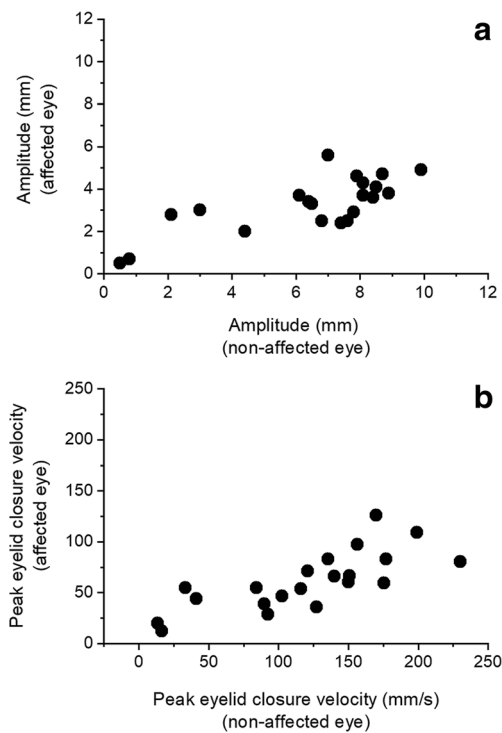 a
12
10
8
6
4
2
0
Amplitude (mm)
(affected eye)
0 2 4 6 8 10 12
Amplitude (mm)
(non-affected eye)
b
250
200
150
100
50
0
Peak eyelid closure velocity
(affected eye)
0 50 100 150 200 250
Peak eyelid closure velocity (mm/s)
(non-affected eye)